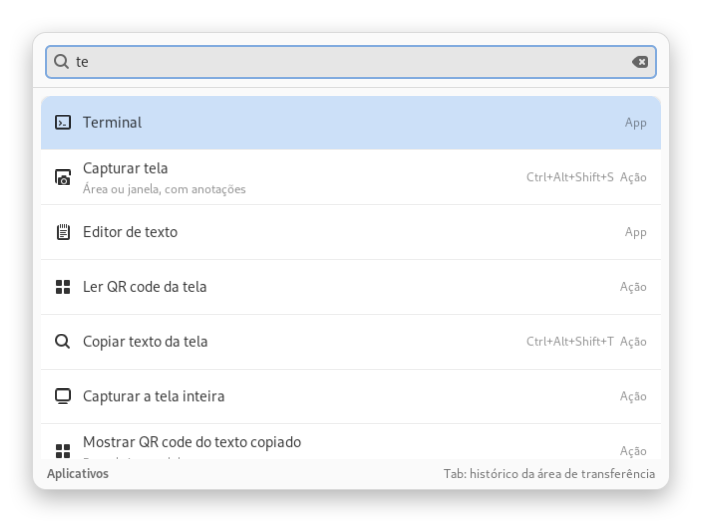 te
Terminal App
Capturar tela Ctrl+Alt+Shift+S Ação
Área ou janela, com anotações
Editor de texto App
Ler QR code da tela Ação
Copiar texto da tela Ctrl+Alt+Shift+T Ação
Capturar a tela inteira Ação
Mostrar QR code do texto copiado Ação
Aplicativos Tab: histórico da área de transferência